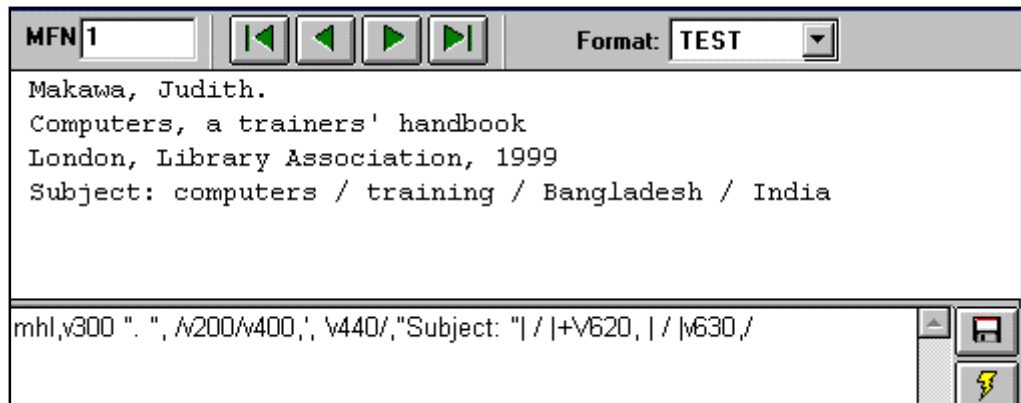 MFN 1 Format: TEST
Makawa, Judith.
Computers, a trainers' handbook
London, Library Association, 1999
Subject: computers / training / Bangladesh / India
mhl,v300 ". ", /v200/v400,', 'v440/,"Subject: "| / |+V620, | / |v630,/